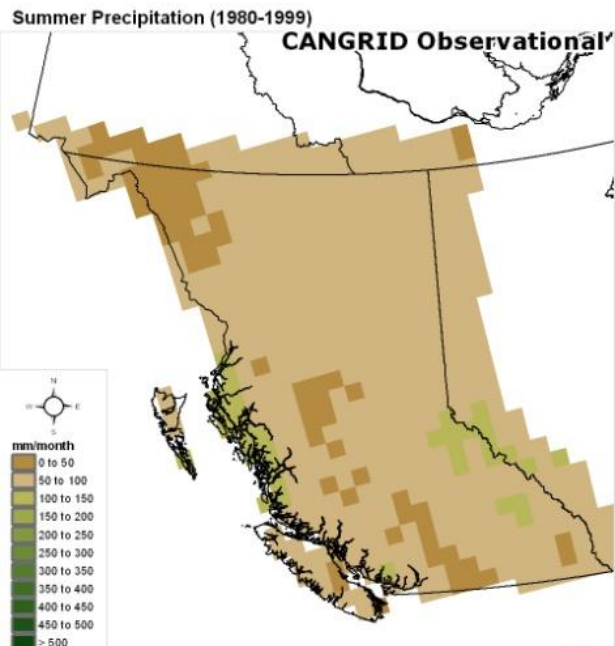 Summer Precipitation (1980-1999)
CANGRID Observational
N
W E
S
mm/month
0 to 50
50 to 100
100 to 150
150 to 200
200 to 250
250 to 300
300 to 350
350 to 400
400 to 450
450 to 500
> 500